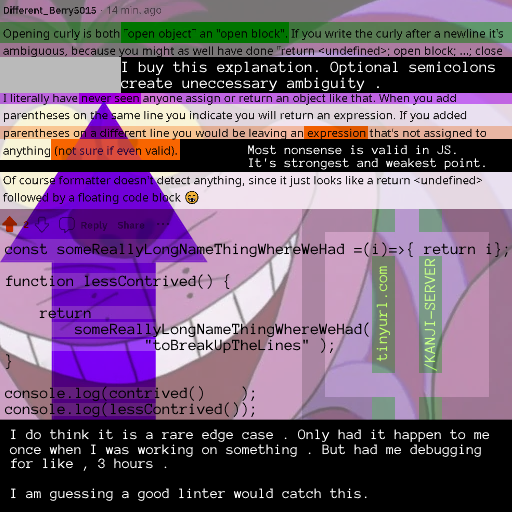 Different_Berry5015 · 14 min. ago
Opening curly is both "open object" an "open block". If you write the curly after a newline it's
ambiguous, because you might as well have done "return <undefined>; open block; ...; close
I buy this explanation. Optional semicolons
create uneccessary ambiguity .
I literally have never seen anyone assign or return an object like that. When you add
parentheses on the same line you indicate you will return an expression. If you added
parentheses on a different line you would be leaving an expression that's not assigned to
anything (not sure if even valid).
Most nonsense is valid in JS.
It's strongest and weakest point.
Of course formatter doesn't detect anything, since it just looks like a return <undefined>
followed by a floating code block 😁
Reply Share
const someReallyLongNameThingWhereWeHad =(i)=>{ return i};
function lessContrived() {
return
someReallyLongNameThingWhereWeHad(
"toBreakUpTheLines" );
}
console.log(contrived() );
console.log(lessContrived());
tinyurl.com
/KANJI-SERVER
I do think it is a rare edge case . Only had it happen to me
once when I was working on something . But had me debugging
for like , 3 hours .
I am guessing a good linter would catch this.